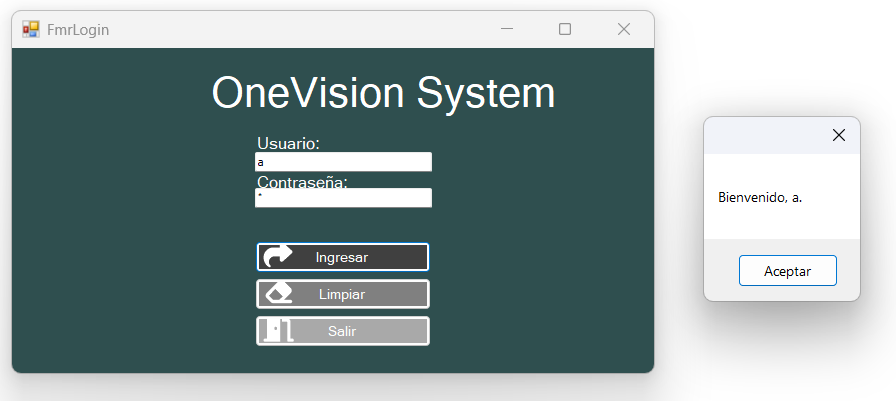 FmrLogin
OneVision System
Usuario:
a
Contraseña:
*
Ingresar
Limpiar
Salir
Bienvenido, a.
Aceptar